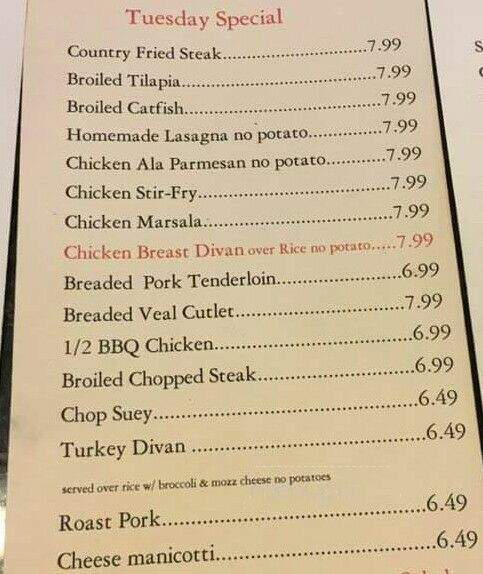 Tuesday Special
Country Fried Steak..............................7.99
Broiled Tilapia.......................................7.99
Broiled Catfish.......................................7.99
Homemade Lasagna no potato...............7.99
Chicken Ala Parmesan no potato............7.99
Chicken Stir-Fry......................................7.99
Chicken Marsala......................................7.99
Chicken Breast Divan over Rice no potato.....7.99
Breaded Pork Tenderloin.........................6.99
Breaded Veal Cutlet.................................7.99
1/2 BBQ Chicken.....................................6.99
Broiled Chopped Steak.............................6.99
Chop Suey................................................6.49
Turkey Divan ..........................................6.49
served over rice w/ broccoli & mozz cheese no potatoes
Roast Pork...............................................6.49
Cheese manicotti......................................6.49